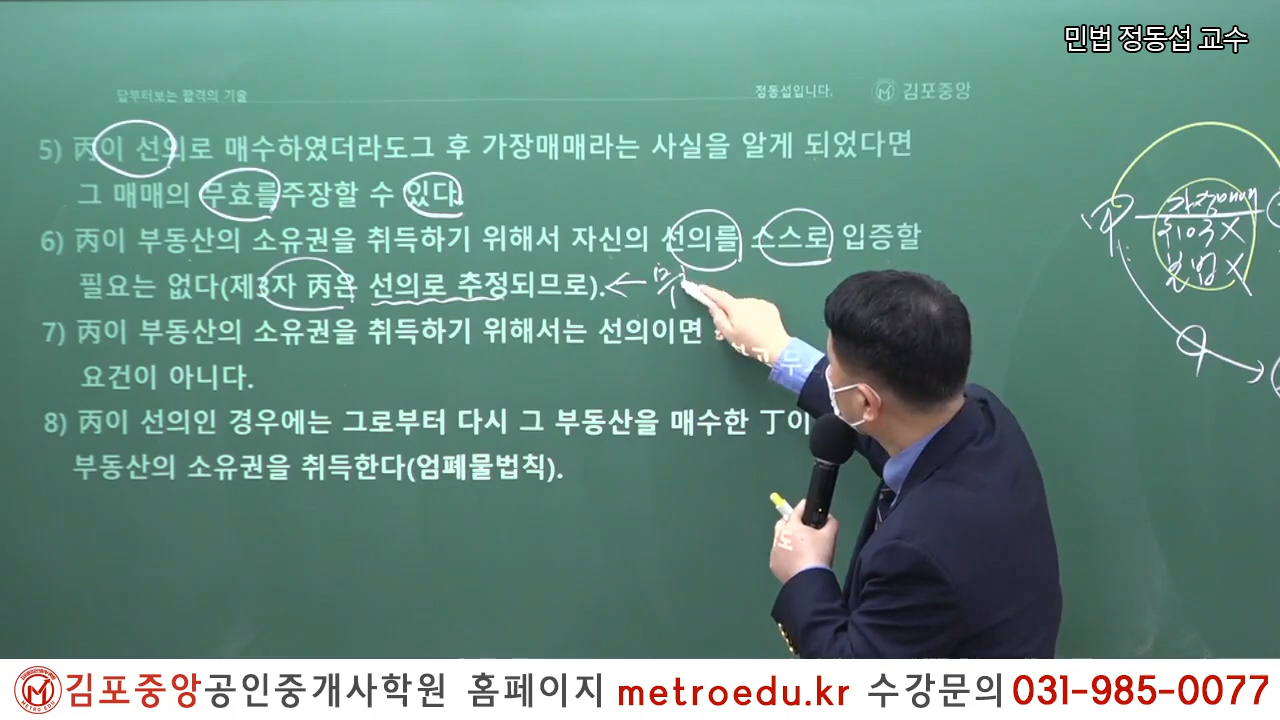 민법 정동섭 교수
답부터보는 합격의 기술
정동섭입니다.
김포중앙
5) 丙이 선의로 매수하였더라도그 후 가장매매라는 사실을 알게 되었다면
그 매매의 무효를주장할 수 있다.
6) 丙이 부동산의 소유권을 취득하기 위해서 자신의 선의를 스스로 입증할
필요는 없다(제3자 丙은 선의로 추정되므로).←
7) 丙이 부동산의 소유권을 취득하기 위해서는 선의이면
요건이 아니다.
8) 丙이 선의인 경우에는 그로부터 다시 그 부동산을 매수한 丁이
부동산의 소유권을 취득한다(엄폐물법칙).
甲 가장매매
허위 X
불법 X
김포중앙공인중개사학원 홈페이지 metroedu.kr 수강문의 031-985-0077
METRO EDU